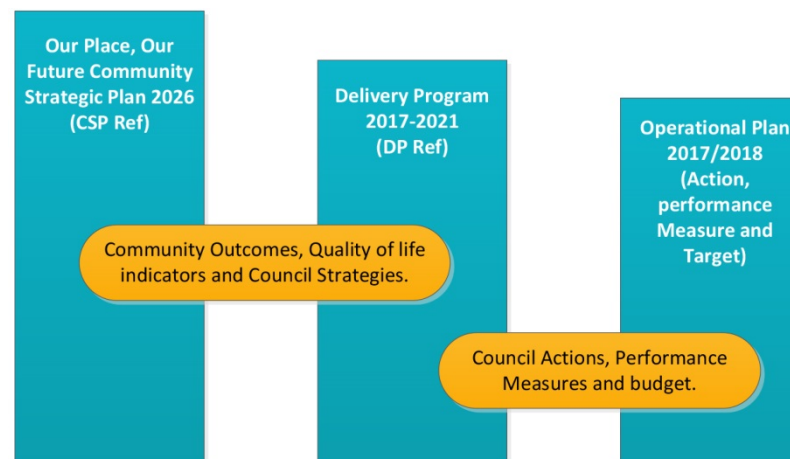 Our Place, Our
Future Community
Strategic Plan 2026
(CSP Ref)
Delivery Program
2017-2021
(DP Ref)
Operational Plan
2017/2018
(Action,
performance
Measure and
Target)
Community Outcomes, Quality of life
indicators and Council Strategies.
Council Actions, Performance
Measures and budget.